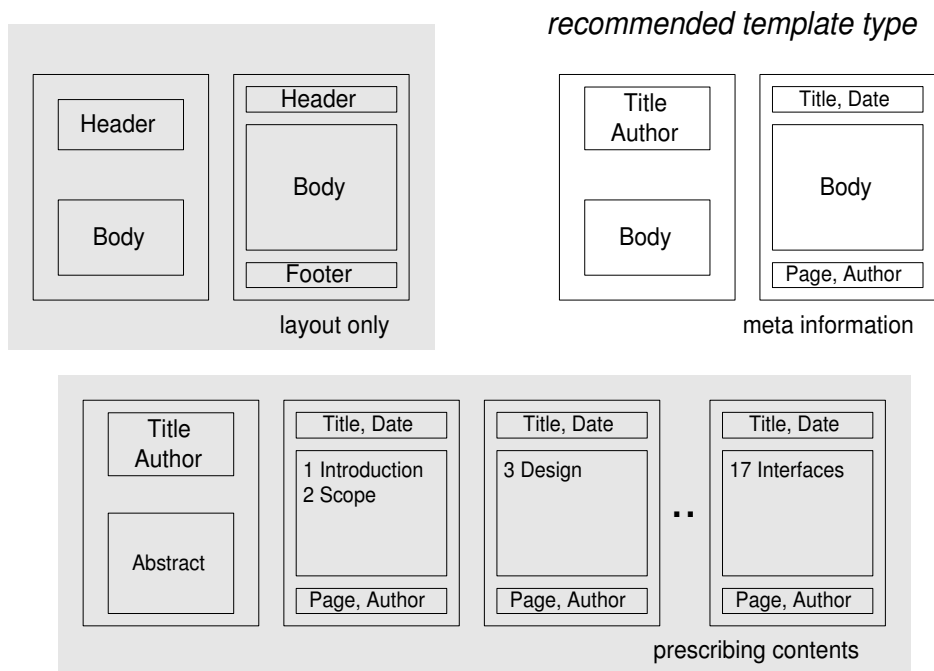 recommended template type
Header
Body
Header
Body
Footer
layout only
Title
Author
Body
Title, Date
Body
Page, Author
meta information
Title
Author
Abstract
Title, Date
1 Introduction
2 Scope
Page, Author
Title, Date
3 Design
Page, Author
..
Title, Date
17 Interfaces
Page, Author
prescribing contents